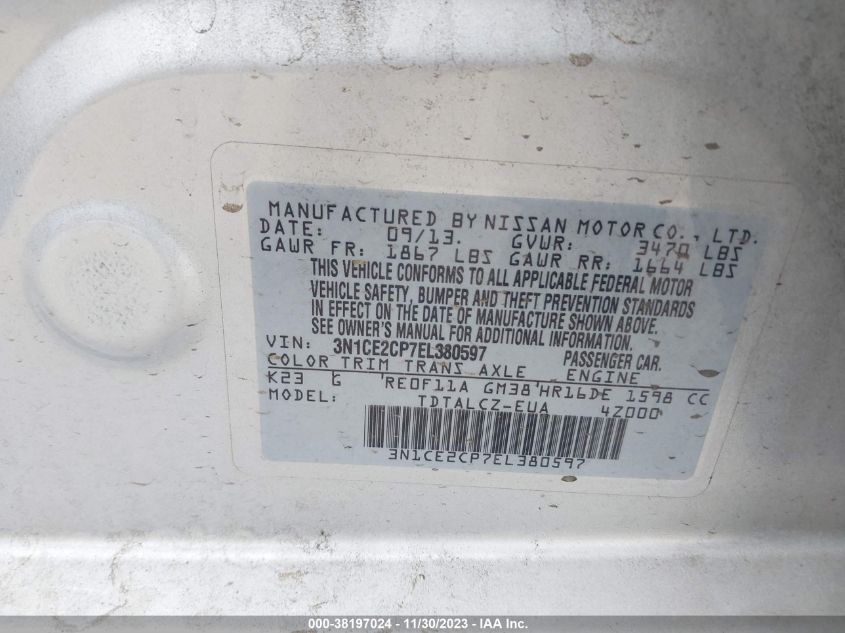 MANUFACTURED BY NISSAN MOTOR CO., LTD.
DATE: 09/13. GVWR: 3470 LBS
GAWR FR: 1867 LBS GAWR RR: 1664 LBS
THIS VEHICLE CONFORMS TO ALL APPLICABLE FEDERAL MOTOR
VEHICLE SAFETY, BUMPER AND THEFT PREVENTION STANDARDS
IN EFFECT ON THE DATE OF MANUFACTURE SHOWN ABOVE.
SEE OWNER'S MANUAL FOR ADDITIONAL INFORMATION.
VIN: 3N1CE2CP7EL380597 PASSENGER CAR.
COLOR TRIM TRANS AXLE ENGINE
K23 G RE0F11A GM38 HR16DE 1598 CC
MODEL: TDTALCZ-EUA 4Z000
3N1CE2CP7EL380597
000-38197024 - 11/30/2023 - IAA Inc.